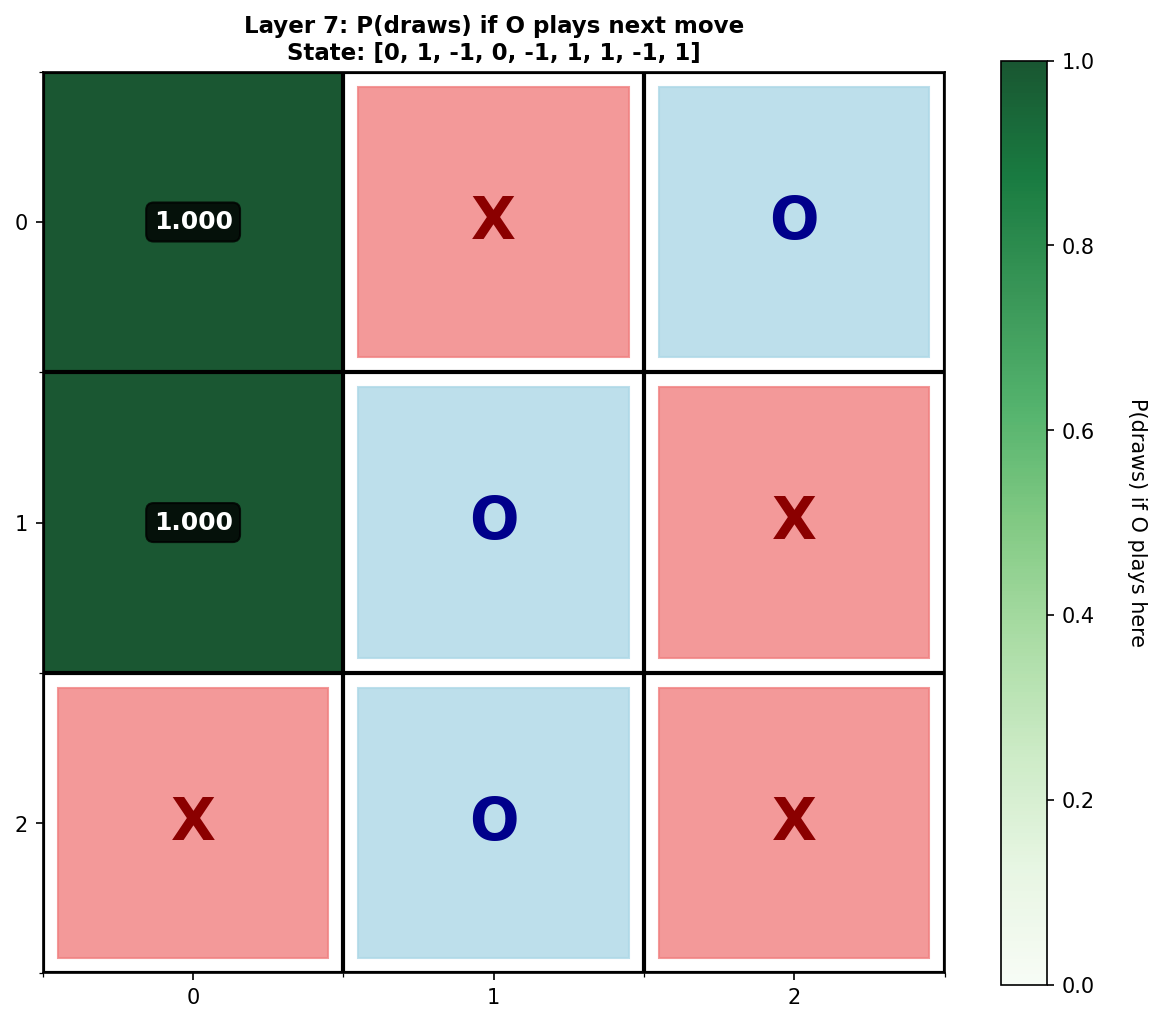 Layer 7: P(draws) if O plays next move
State: [0, 1, -1, 0, -1, 1, 1, -1, 1]
1.000
X
O
1.000
O
X
X
O
X
0
1
2
0
1
2
1.0
0.8
0.6
0.4
0.2
0.0
P(draws) if O plays here